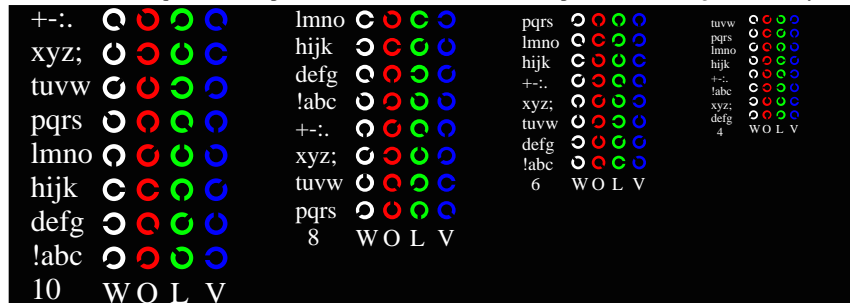 +-:.
xyz;
tuvw
pqrs
lmno
hijk
defg
!abc
10 W O L V
lmno
hijk
defg
!abc
+-:.
xyz;
tuvw
pqrs
8 W O L V
pqrs
lmno
hijk
+-:.
xyz;
tuvw
defg
!abc
6 W O L V
tuvw
pqrs
lmno
hijk
+-:.
!abc
xyz;
defg
4 W O L V